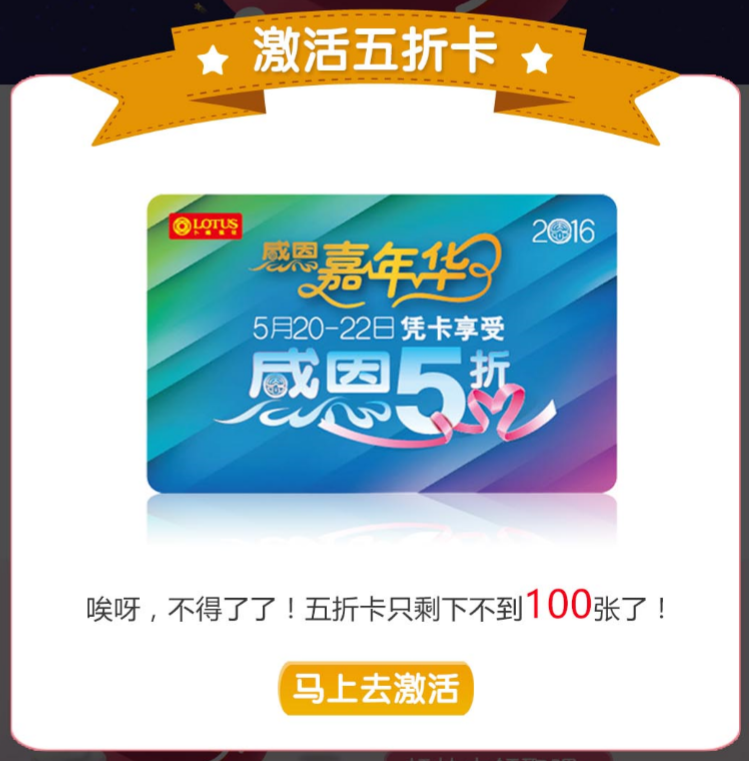 激活五折卡
LOTUS
2016
感恩嘉年华
5月20-22日 凭卡享受
感恩5折
唉呀，不得了了！五折卡只剩下不到100张了！
马上去激活